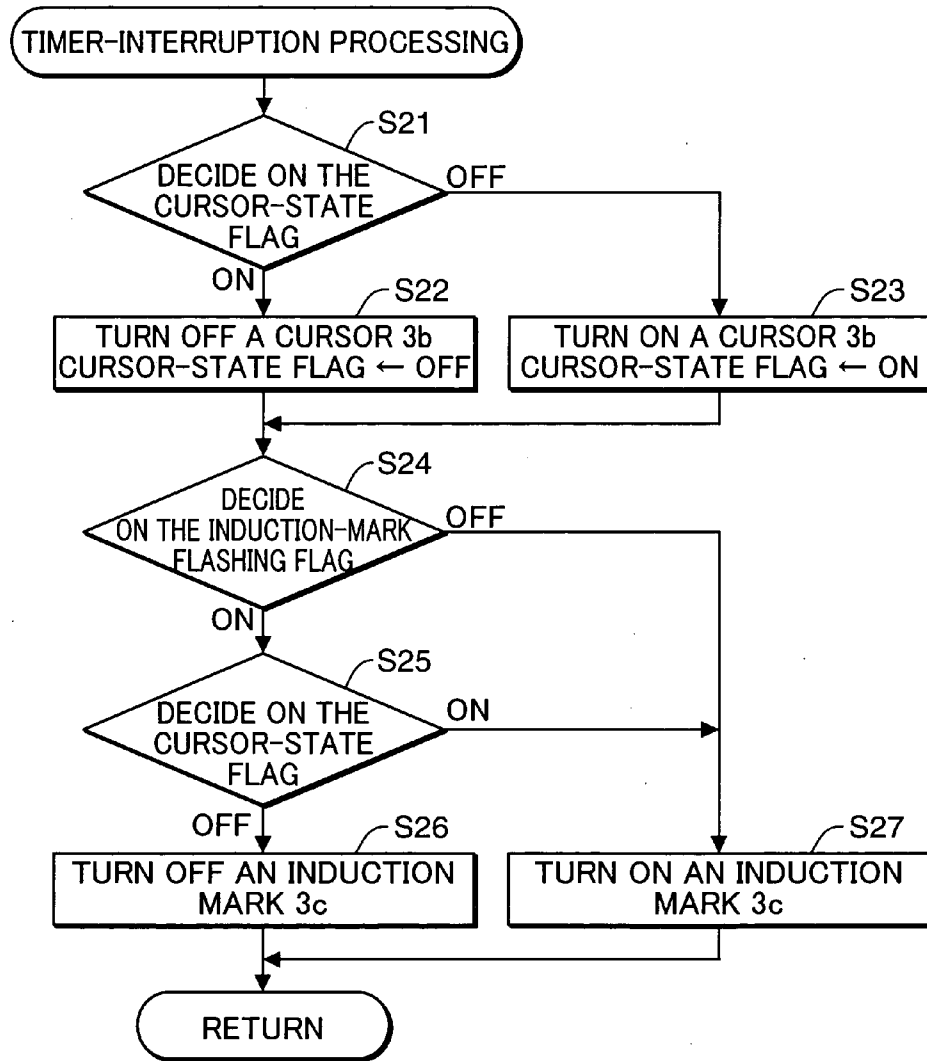 TIMER-INTERRUPTION PROCESSING
S21
DECIDE ON THE
CURSOR-STATE
FLAG
OFF
ON
S22
TURN OFF A CURSOR 3b
CURSOR-STATE FLAG ← OFF
S23
TURN ON A CURSOR 3b
CURSOR-STATE FLAG ← ON
S24
DECIDE
ON THE INDUCTION-MARK
FLASHING FLAG
OFF
ON
S25
DECIDE ON THE
CURSOR-STATE
FLAG
ON
OFF
S26
TURN OFF AN INDUCTION
MARK 3c
S27
TURN ON AN INDUCTION
MARK 3c
RETURN